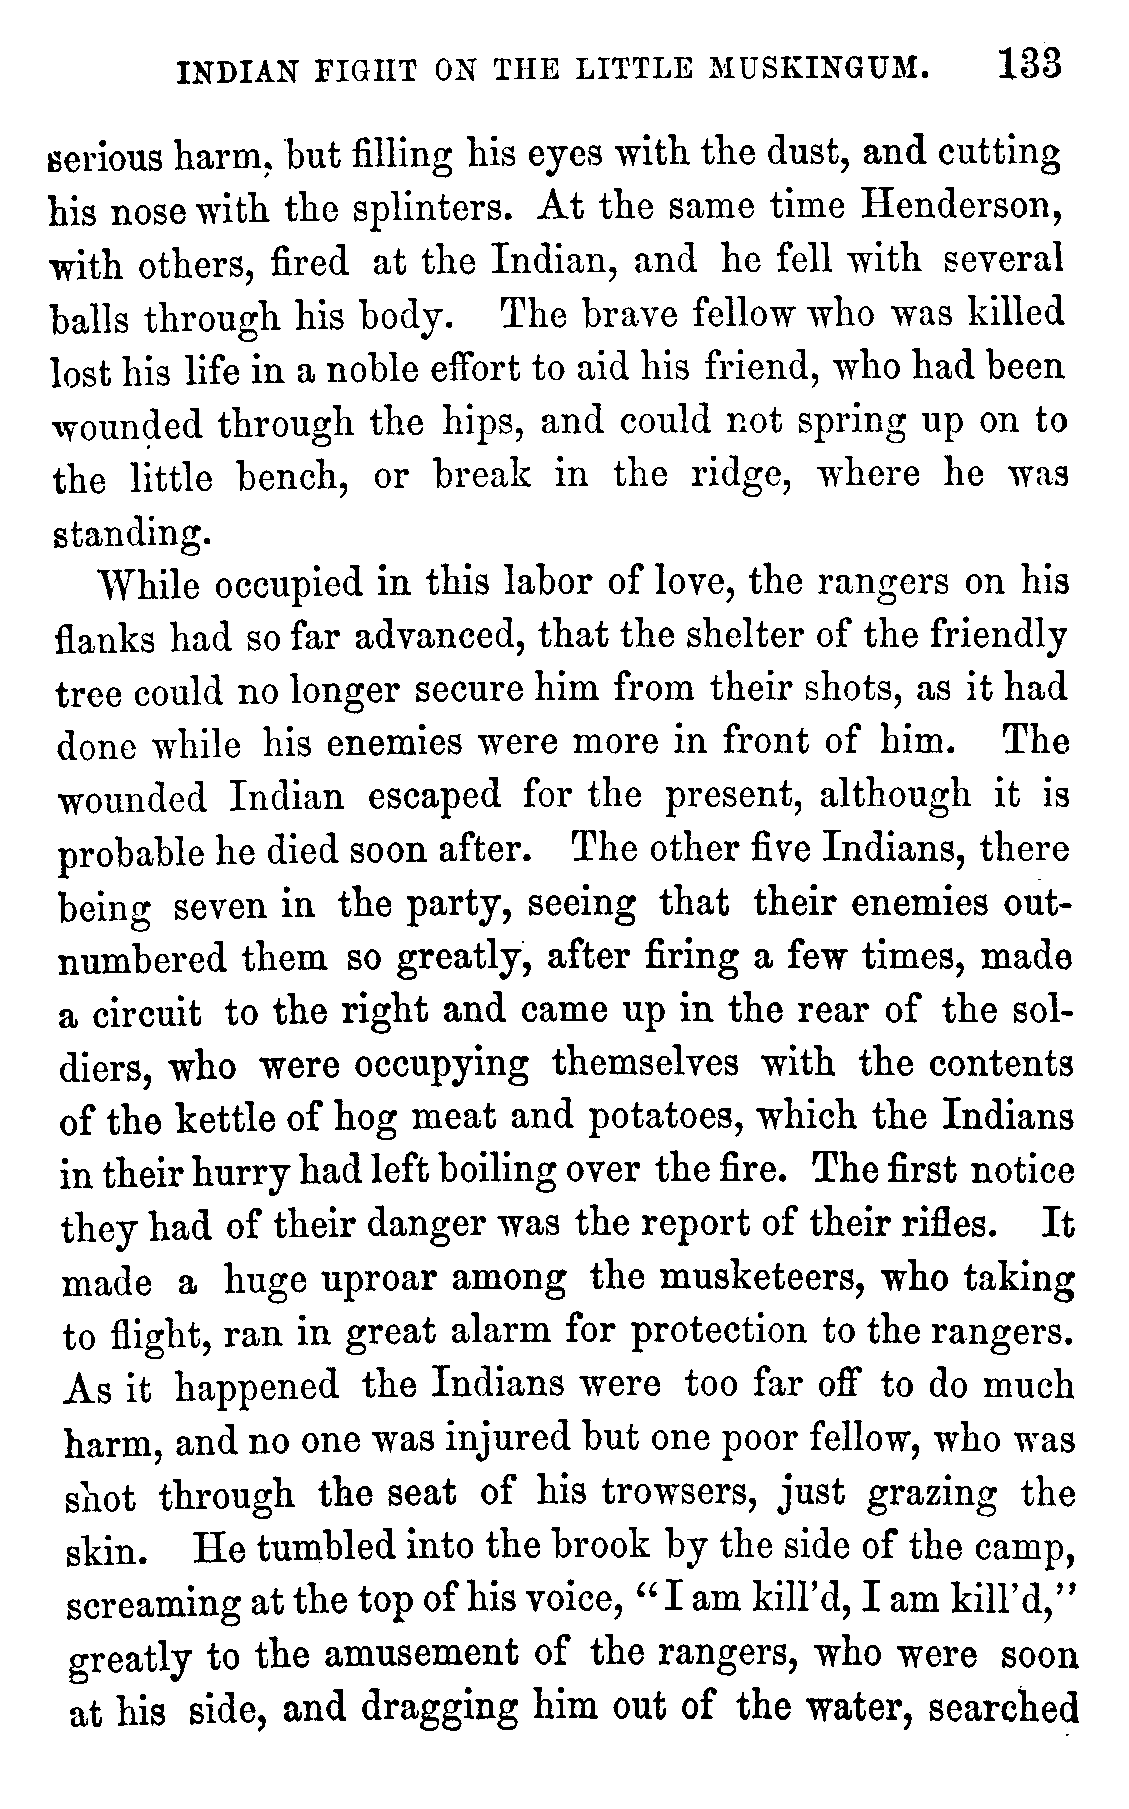 INDIAN FIGHT ON THE LITTLE MUSKINGUM. 133
serious harm, but filling his eyes with the dust, and cutting
his nose with the splinters. At the same time Henderson,
with others, fired at the Indian, and he fell with several
balls through his body. The brave fellow who was killed
lost his life in a noble effort to aid his friend, who had been
wounded through the hips, and could not spring up on to
the little bench, or break in the ridge, where he was
standing.
While occupied in this labor of love, the rangers on his
flanks had so far advanced, that the shelter of the friendly
tree could no longer secure him from their shots, as it had
done while his enemies were more in front of him. The
wounded Indian escaped for the present, although it is
probable he died soon after. The other five Indians, there
being seven in the party, seeing that their enemies out-
numbered them so greatly, after firing a few times, made
a circuit to the right and came up in the rear of the sol-
diers, who were occupying themselves with the contents
of the kettle of hog meat and potatoes, which the Indians
in their hurry had left boiling over the fire. The first notice
they had of their danger was the report of their rifles. It
made a huge uproar among the musketeers, who taking
to flight, ran in great alarm for protection to the rangers.
As it happened the Indians were too far off to do much
harm, and no one was injured but one poor fellow, who was
shot through the seat of his trowsers, just grazing the
skin. He tumbled into the brook by the side of the camp,
screaming at the top of his voice, "I am kill'd, I am kill'd,"
greatly to the amusement of the rangers, who were soon
at his side, and dragging him out of the water, searched